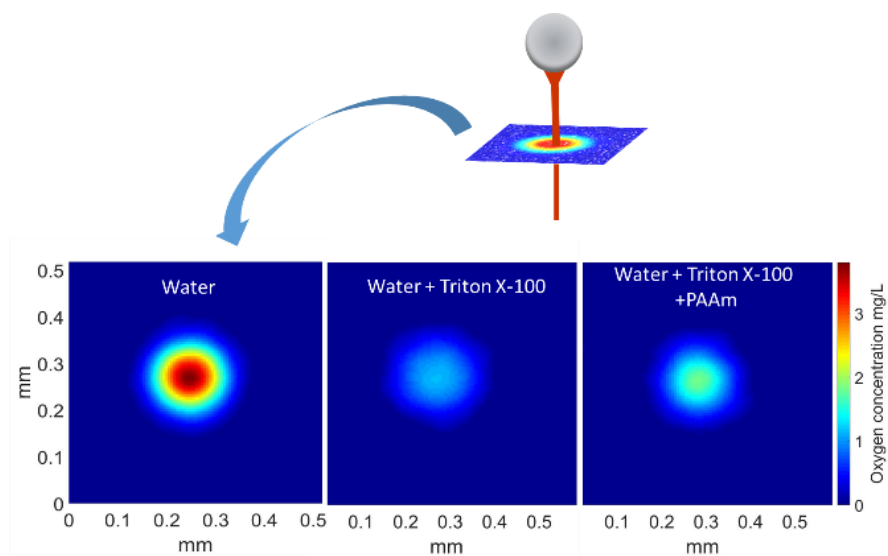 0.5
0.4
0.3
0.2
0.1
0
mm
Water
Water + Triton X-100
Water + Triton X-100
+PAAm
3
2
1
0
Oxygen concentration mg/L
0 0.1 0.2 0.3 0.4 0.5
mm
0.1 0.2 0.3 0.4 0.5
mm
0.1 0.2 0.3 0.4 0.5
mm